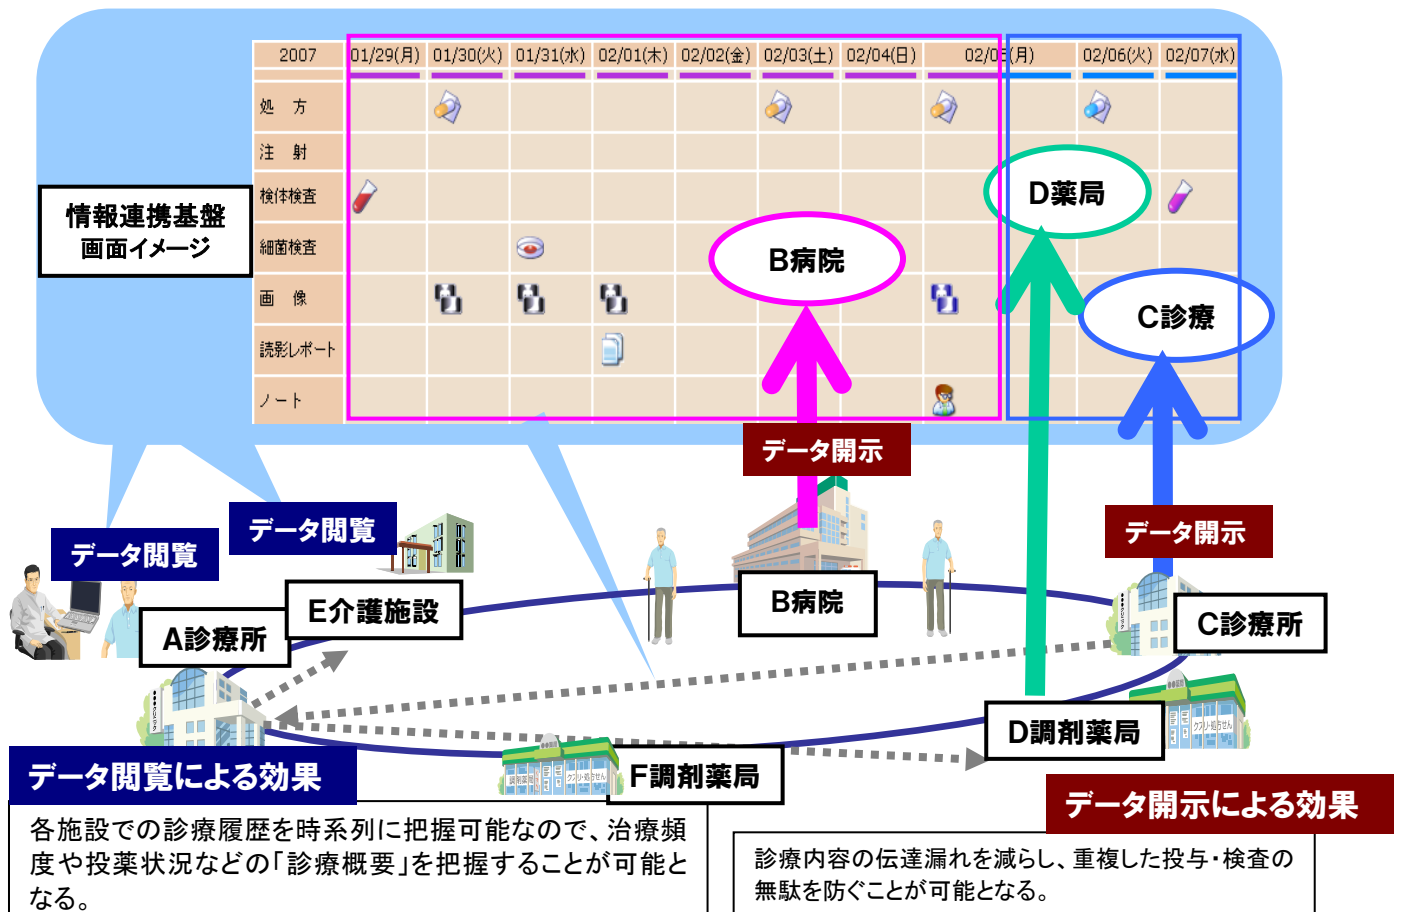 2007 01/29(月) 01/30(火) 01/31(水) 02/01(木) 02/02(金) 02/03(土) 02/04(日) 02/05(月) 02/06(火) 02/07(水)
処 方
注 射
検体検査
細菌検査
画 像
読影レポート
ノート
情報連携基盤
画面イメージ
D薬局
B病院
C診療
データ開示
データ閲覧
データ閲覧
データ開示
E介護施設
B病院
A診療所
C診療所
D調剤薬局
F調剤薬局
クスリ・処方せん
データ閲覧による効果
各施設での診療履歴を時系列に把握可能なので、治療頻
度や投薬状況などの「診療概要」を把握することが可能と
なる。
データ開示による効果
診療内容の伝達漏れを減らし、重複した投与・検査の
無駄を防ぐことが可能となる。